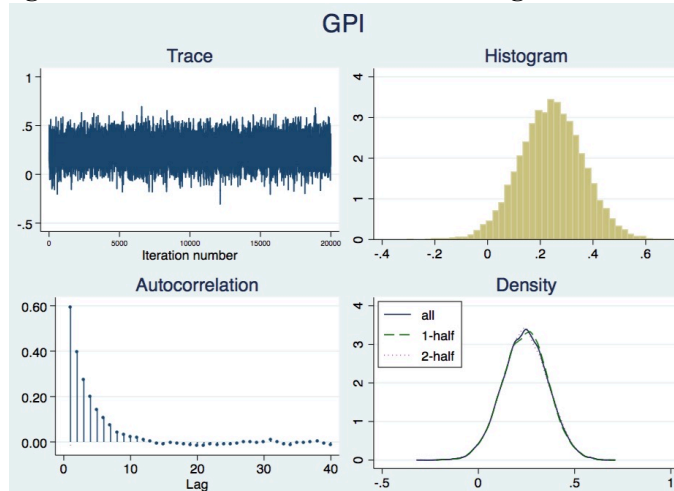 GPI
Trace
1
.5
0
-.5
0 5000 10000 15000 20000
Iteration number
Histogram
4
3
2
1
0
-.4 -.2 0 .2 .4 .6
Autocorrelation
0.60
0.40
0.20
0.00
0 10 20 30 40
Lag
Density
all
1-half
2-half
4
3
2
1
0
-.5 0 .5 1